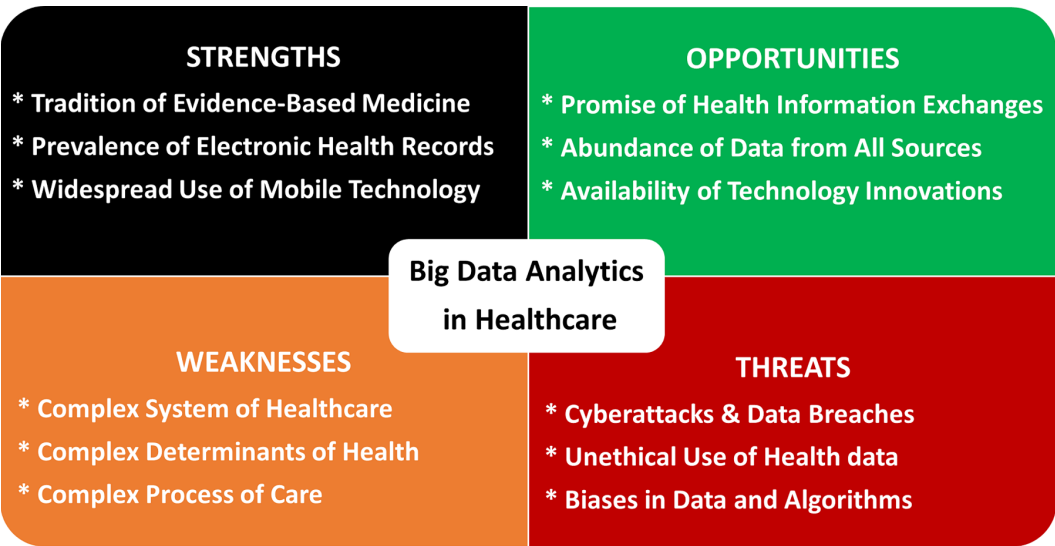 STRENGTHS
* Tradition of Evidence-Based Medicine
* Prevalence of Electronic Health Records
* Widespread Use of Mobile Technology
OPPORTUNITIES
* Promise of Health Information Exchanges
* Abundance of Data from All Sources
* Availability of Technology Innovations
Big Data Analytics
in Healthcare
WEAKNESSES
* Complex System of Healthcare
* Complex Determinants of Health
* Complex Process of Care
THREATS
* Cyberattacks & Data Breaches
* Unethical Use of Health data
* Biases in Data and Algorithms